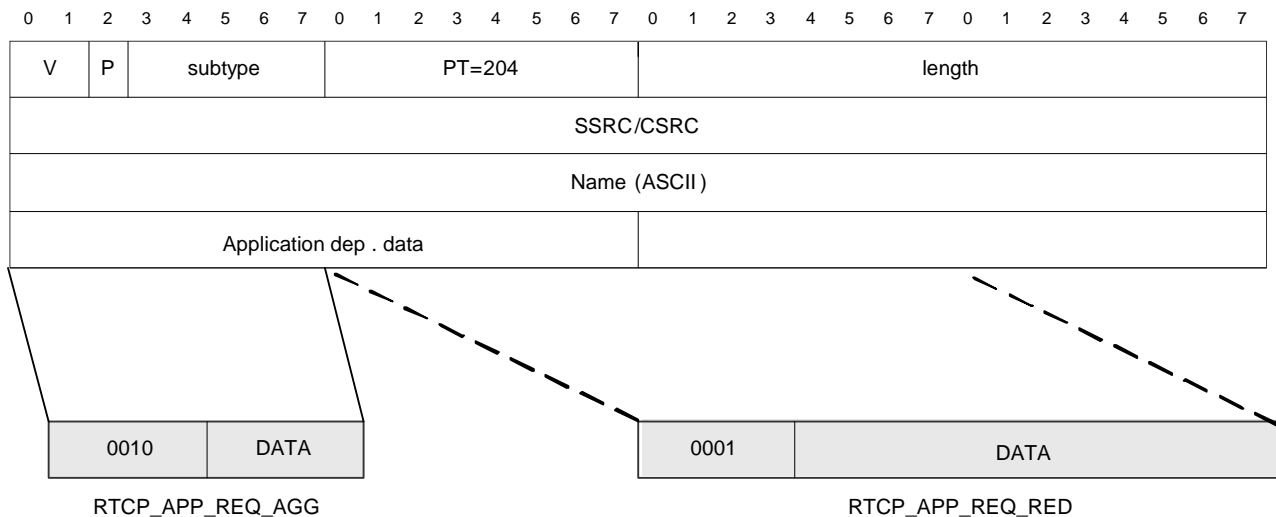 0 1 2 3 4 5 6 7 0 1 2 3 4 5 6 7 0 1 2 3 4 5 6 7 0 1 2 3 4 5 6 7
V P subtype PT=204 length
SSRC/CSRC
Name (ASCII)
Application dep . data
0010 DATA 0001 DATA
RTCP_APP_REQ_AGG RTCP_APP_REQ_RED